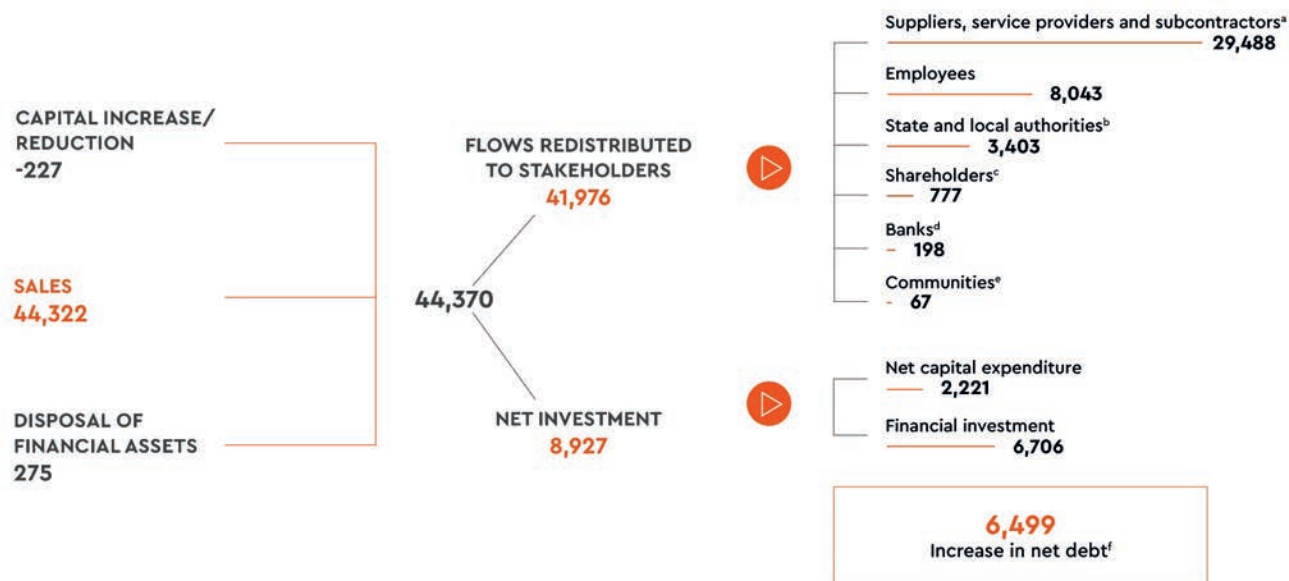 CAPITAL INCREASE/
REDUCTION
-227
SALES
44,322
DISPOSAL OF
FINANCIAL ASSETS
275
44,370
FLOWS REDISTRIBUTED
TO STAKEHOLDERS
41,976
NET INVESTMENT
8,927
Suppliers, service providers and subcontractorsᵃ
29,488
Employees
8,043
State and local authoritiesᵇ
3,403
Shareholdersᶜ
777
Banksᵈ
198
Communitiesᵉ
67
Net capital expenditure
2,221
Financial investment
6,706
6,499
Increase in net debtᶠ